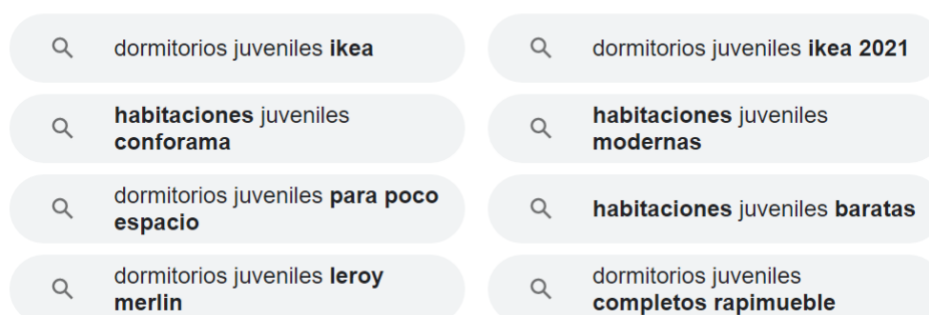 dormitorios juveniles ikea
dormitorios juveniles ikea 2021
habitaciones juveniles
conforama
habitaciones juveniles
modernas
dormitorios juveniles para poco
espacio
habitaciones juveniles baratas
dormitorios juveniles leroy
merlin
dormitorios juveniles
completos rapimueble